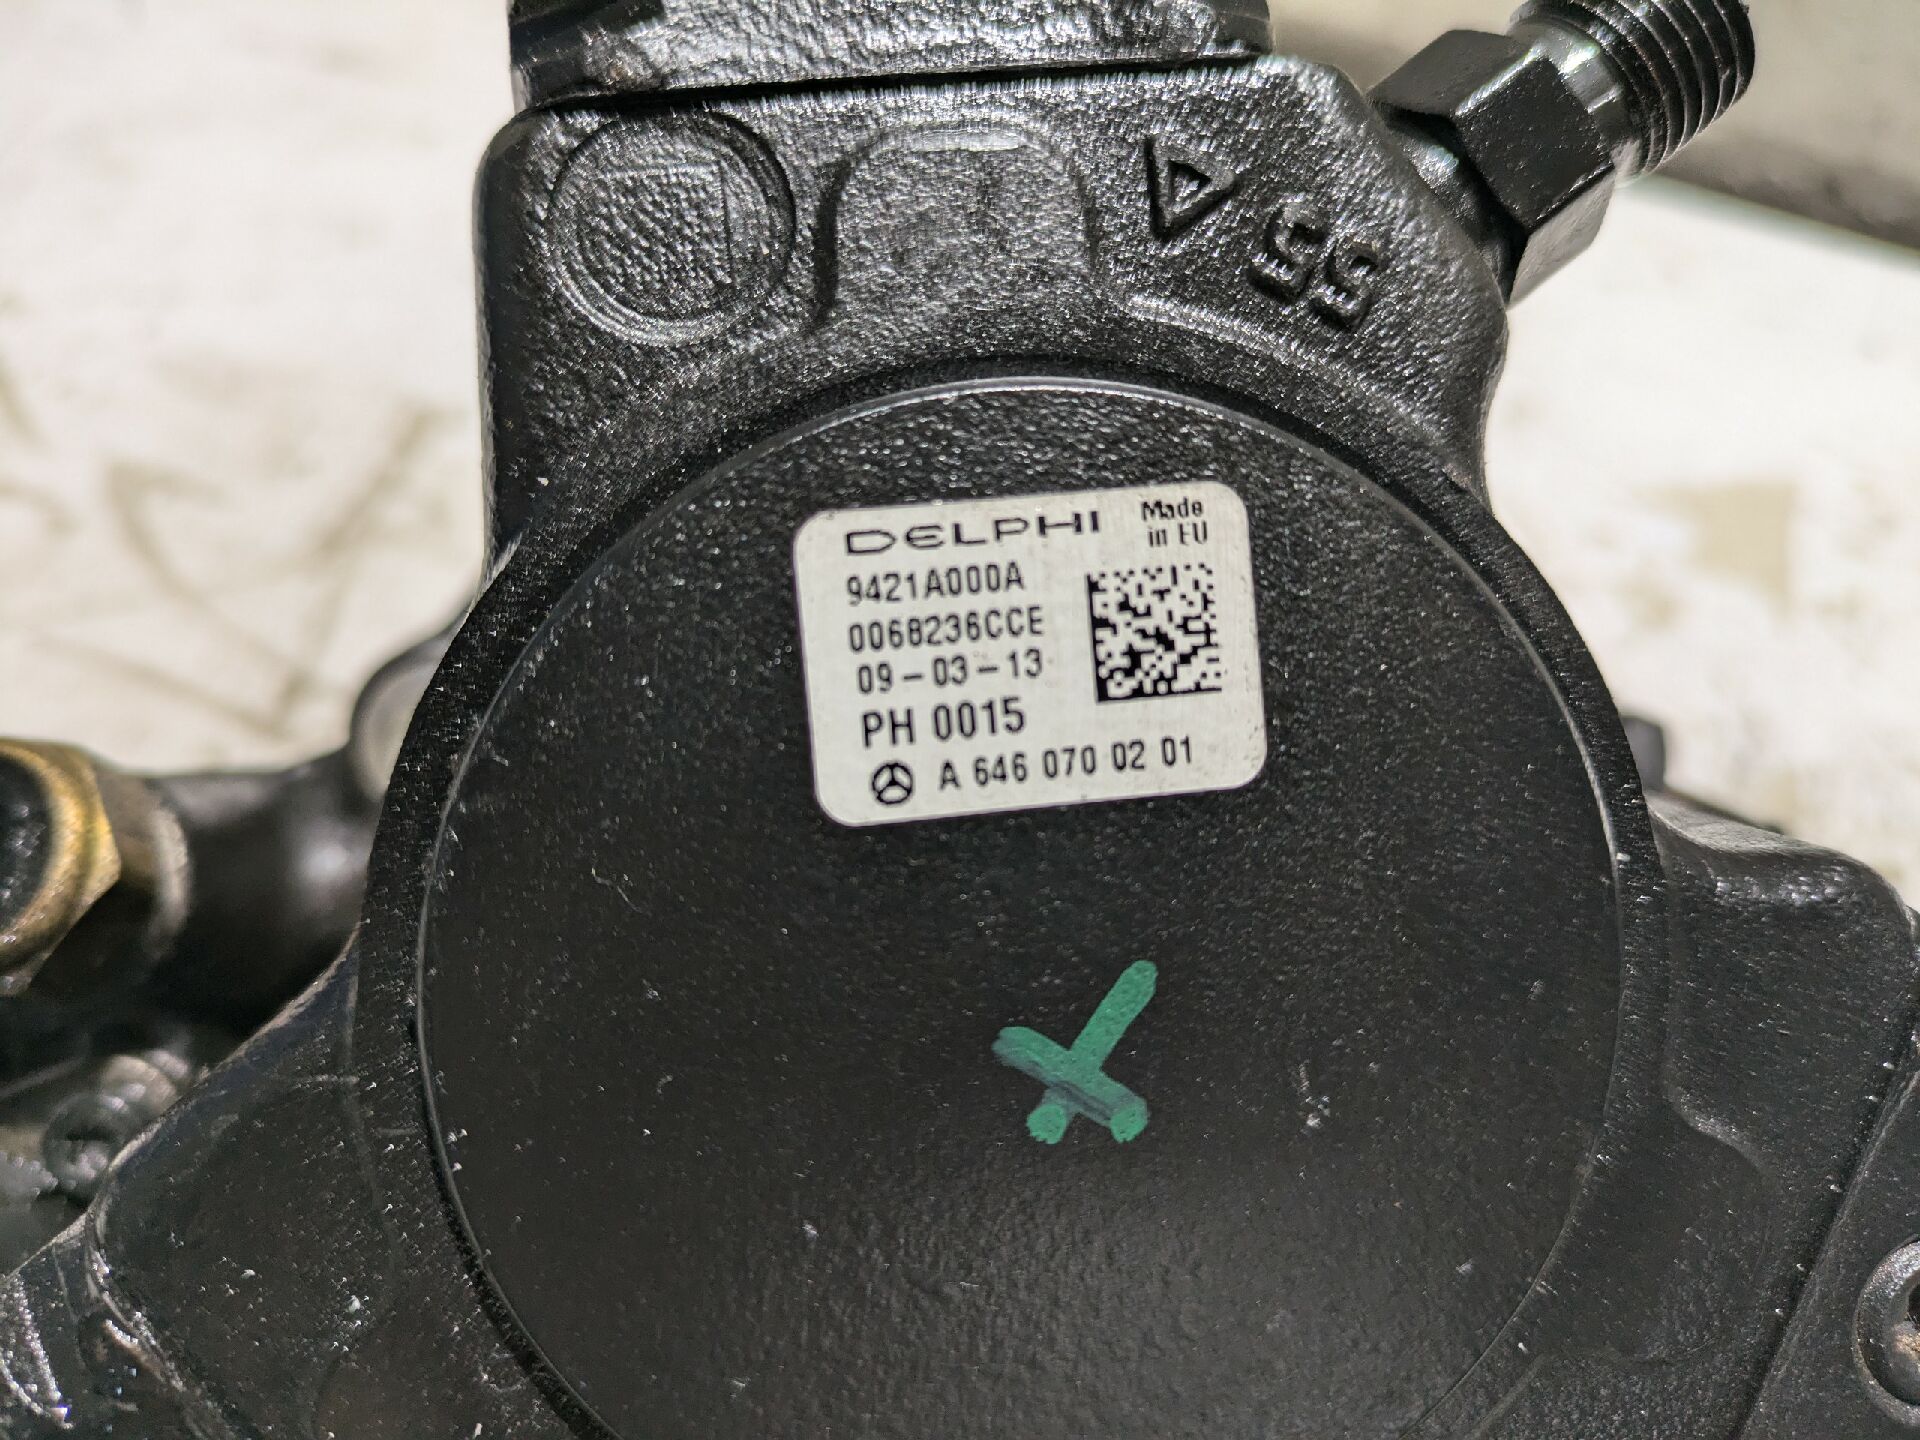 55
DELPHI Made
in EU
9421A000A
0068236CCE
09-03-13
PH 0015
A 646 070 02 01